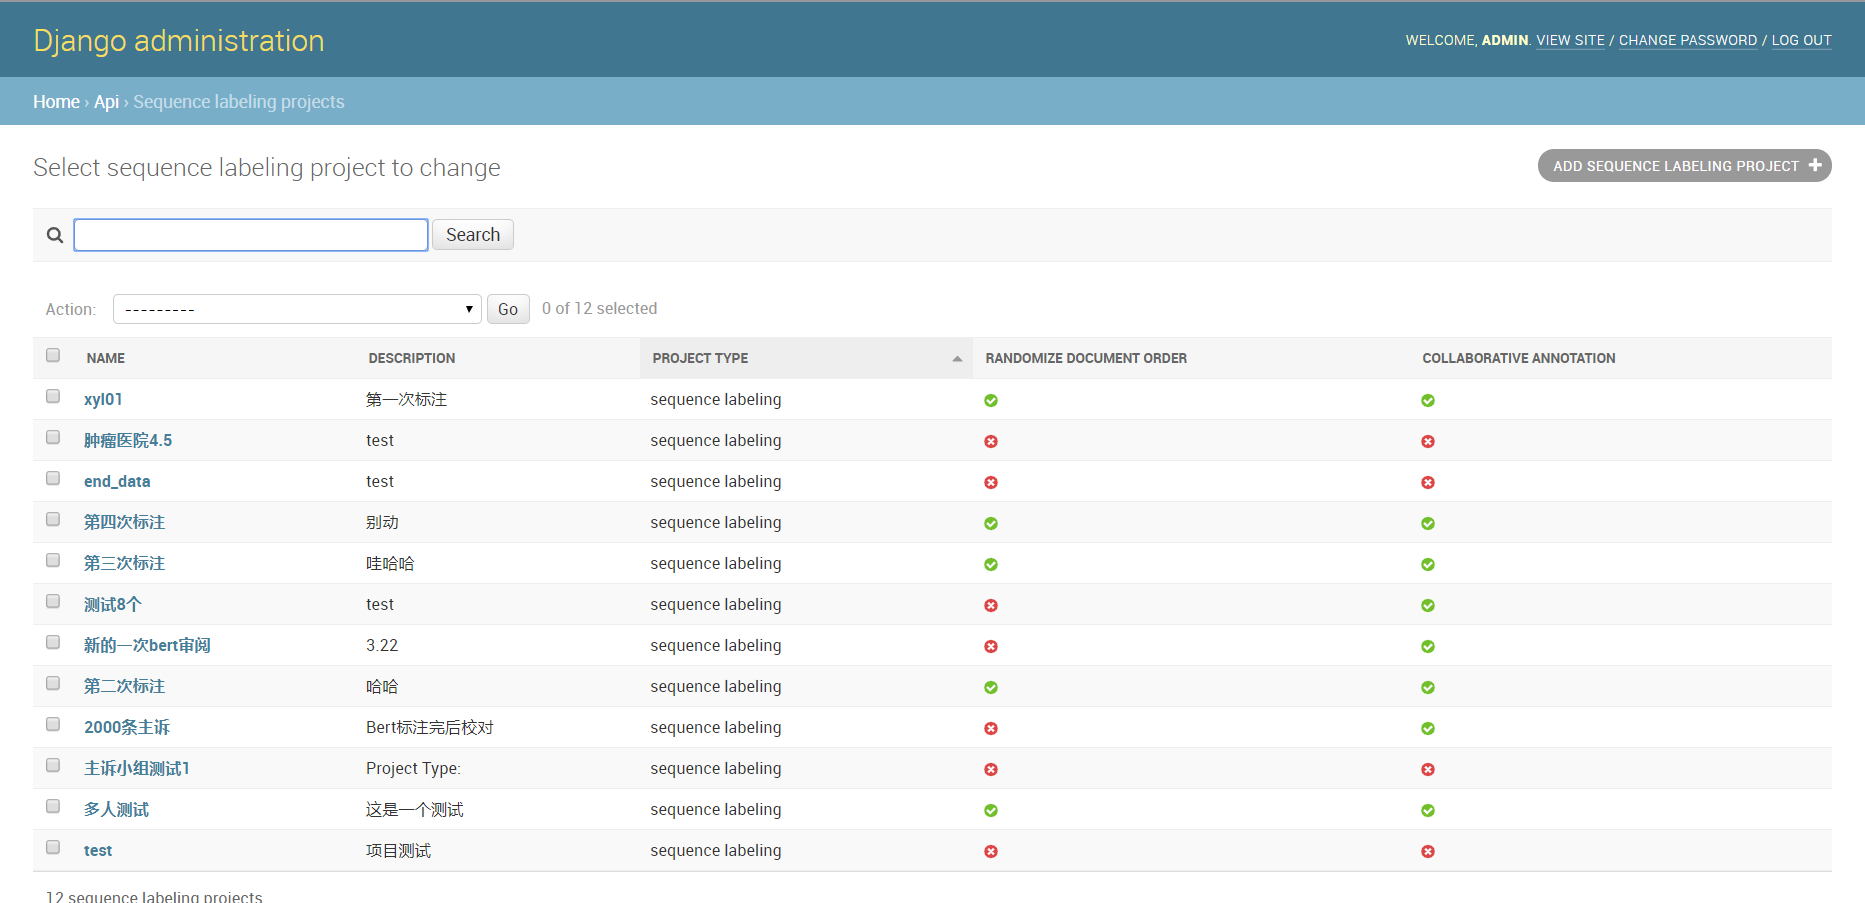 Django administration
WELCOME, ADMIN. VIEW SITE / CHANGE PASSWORD / LOG OUT
Home › Api › Sequence labeling projects
Select sequence labeling project to change
ADD SEQUENCE LABELING PROJECT +
Search
Action: --------- Go 0 of 12 selected
NAME DESCRIPTION PROJECT TYPE RANDOMIZE DOCUMENT ORDER COLLABORATIVE ANNOTATION
xyl01 第一次标注 sequence labeling
肿瘤医院4.5 test sequence labeling
end_data test sequence labeling
第四次标注 别动 sequence labeling
第三次标注 哇哈哈 sequence labeling
测试8个 test sequence labeling
新的一次bert审阅 3.22 sequence labeling
第二次标注 哈哈 sequence labeling
2000条主诉 Bert标注完后校对 sequence labeling
主诉小组测试1 Project Type: sequence labeling
多人测试 这是一个测试 sequence labeling
test 项目测试 sequence labeling
12 sequence labeling projects